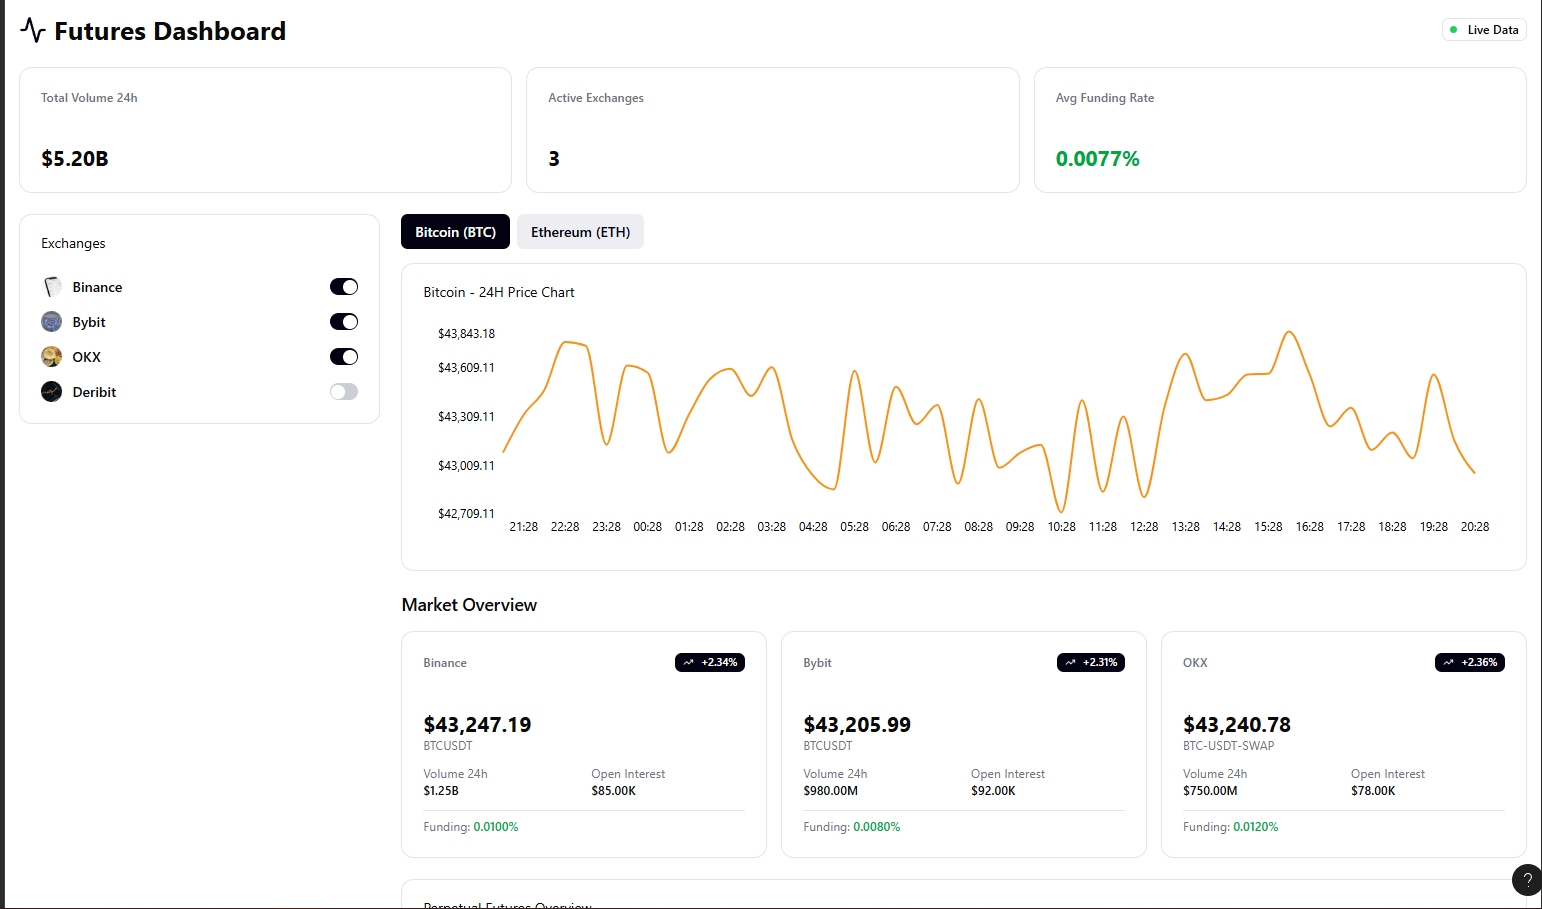 Futures Dashboard
Live Data
Total Volume 24h
$5.20B
Active Exchanges
3
Avg Funding Rate
0.0077%
Exchanges
Binance
Bybit
OKX
Deribit
Bitcoin (BTC)
Ethereum (ETH)
Bitcoin - 24H Price Chart
$43,843.18
$43,609.11
$43,309.11
$43,009.11
$42,709.11
21:28 22:28 23:28 00:28 01:28 02:28 03:28 04:28 05:28 06:28 07:28 08:28 09:28 10:28 11:28 12:28 13:28 14:28 15:28 16:28 17:28 18:28 19:28 20:28
Market Overview
Binance
+2.34%
$43,247.19
BTCUSDT
Volume 24h
Open Interest
$1.25B
$85.00K
Funding: 0.0100%
Bybit
+2.31%
$43,205.99
BTCUSDT
Volume 24h
Open Interest
$980.00M
$92.00K
Funding: 0.0080%
OKX
+2.36%
$43,240.78
BTC-USDT-SWAP
Volume 24h
Open Interest
$750.00M
$78.00K
Funding: 0.0120%
?
Perpetual Futures Overview